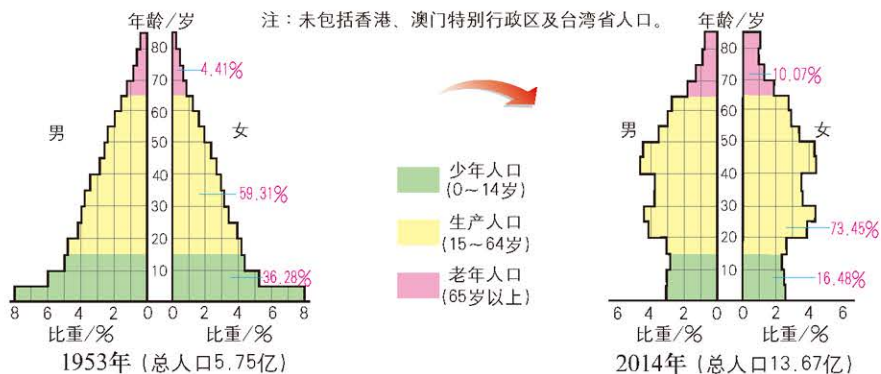 注：未包括香港、澳门特别行政区及台湾省人口。
年龄/岁
80
70
60
50
40
30
20
10
男
女
4.41%
59.31%
36.28%
8 6 4 2 0
0 2 4 6 8
比重/%
比重/%
1953年 (总人口5.75亿)
少年人口
(0～14岁)
生产人口
(15～64岁)
老年人口
(65岁以上)
年龄/岁
80
70
60
50
40
30
20
10
男
女
10.07%
73.45%
16.48%
6 4 2 0
0 2 4 6
比重/%
比重/%
2014年 (总人口13.67亿)